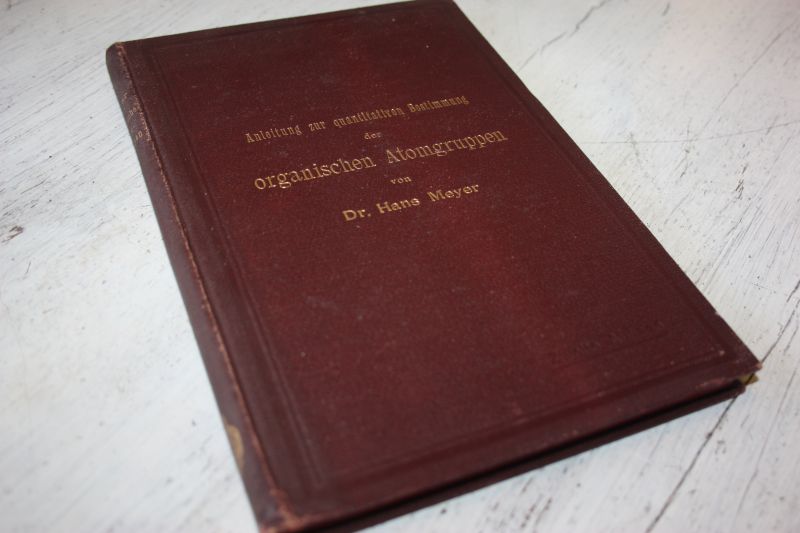 Anleitung zur quantitativen Bestimmung
der
organischen Atomgruppen
von
Dr. Hans Meyer